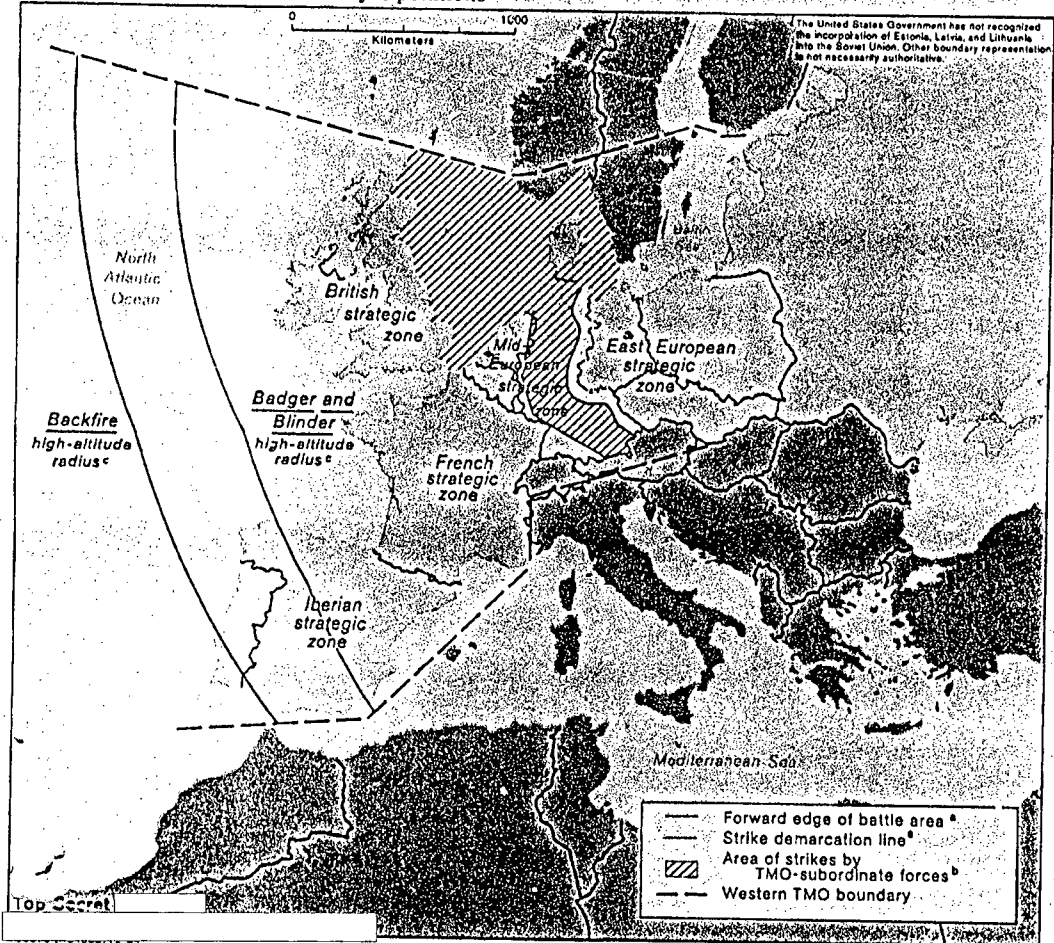 0 1000
Kilometers
The United States Government has not recognized
the incorporation of Estonia, Latvia, and Lithuania
into the Soviet Union. Other boundary representation
is not necessarily authoritative.
North
Atlantic
Ocean
British
strategic
zone
Baltic
Sea
Mid-
European
strategic
zone
East European
strategic
zone
Backfire
high-altitude
radius c
Badger and
Blinder
high-altitude
radius c
French
strategic
zone
Iberian
strategic
zone
Mediterranean Sea
Forward edge of battle area a
Strike demarcation line a
Area of strikes by
TMO-subordinate forces b
Western TMO boundary
Top Secret